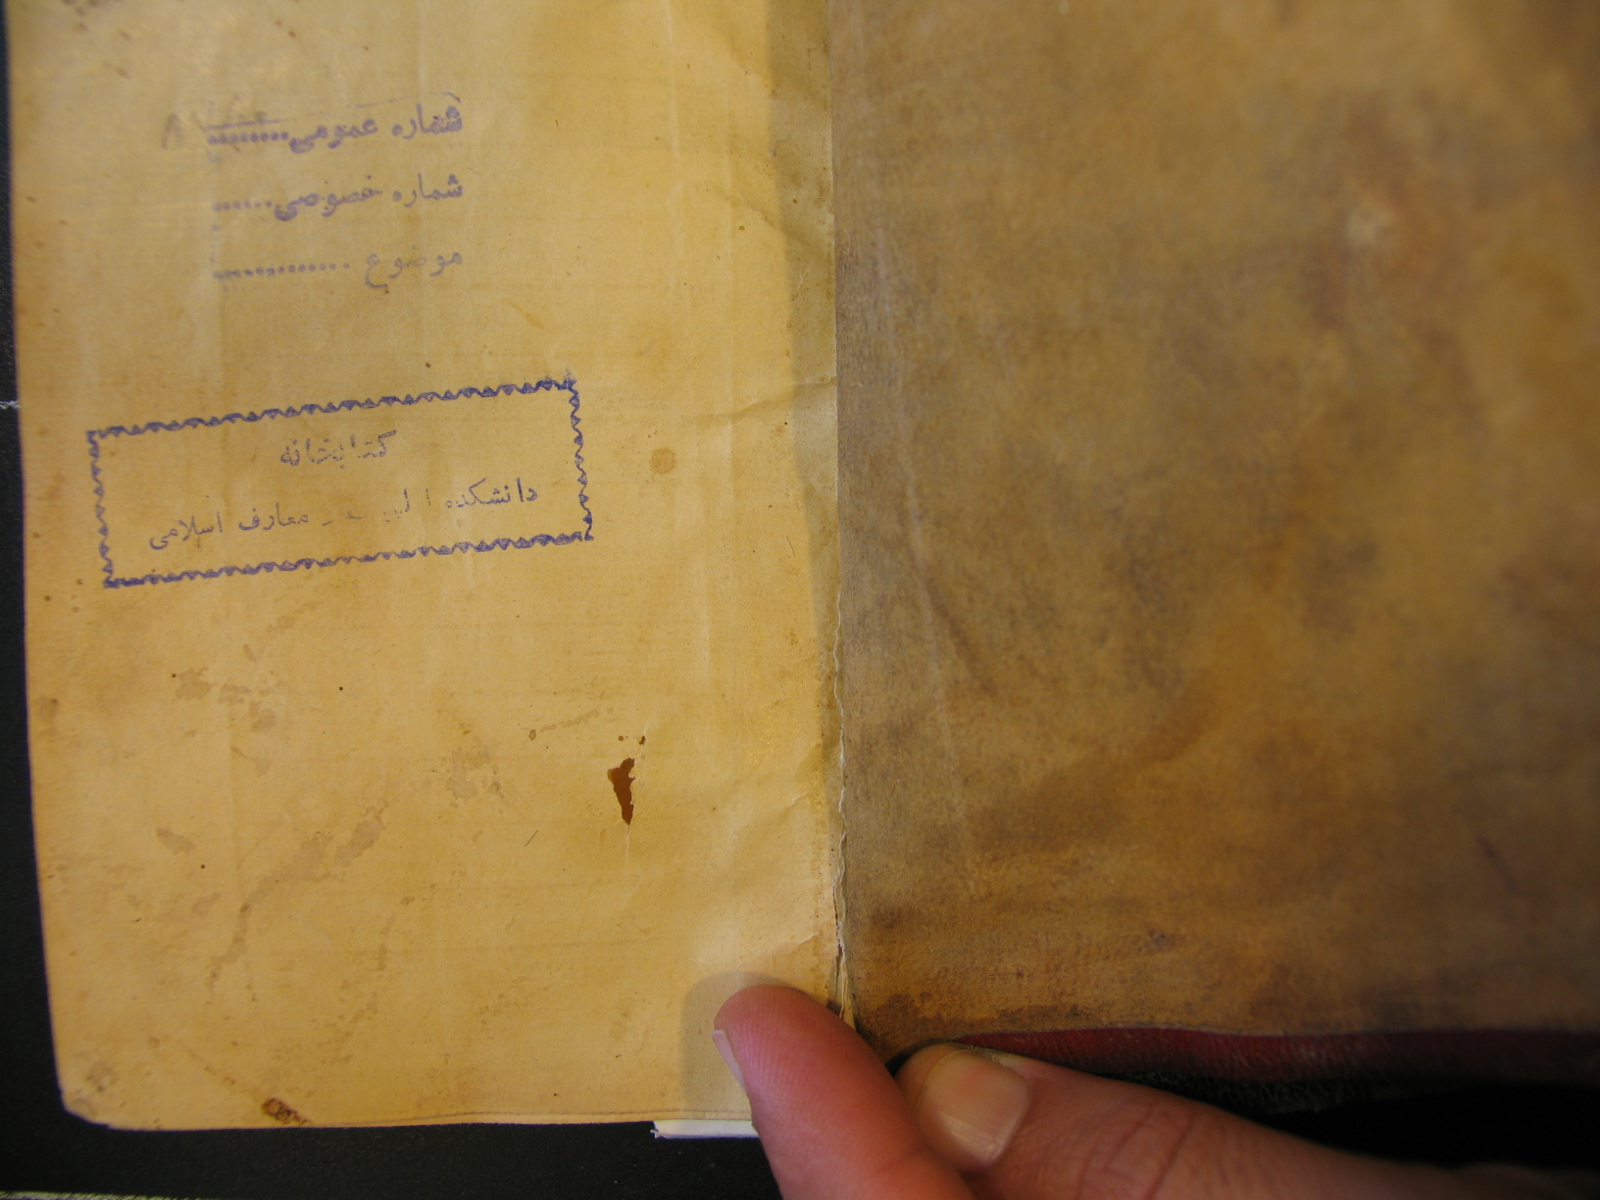 شماره عمومی.........
شماره خصوصی......
موضوع .............
کتابخانه
دانشکده معارف اسلامی